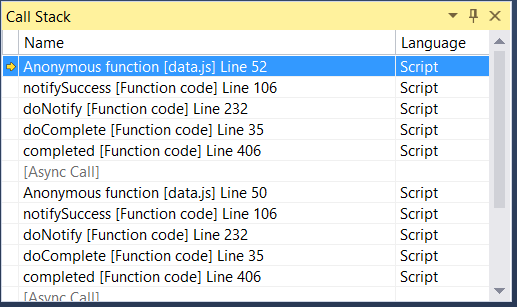 Call Stack
Name Language
Anonymous function [data.js] Line 52 Script
notifySuccess [Function code] Line 106 Script
doNotify [Function code] Line 232 Script
doComplete [Function code] Line 35 Script
completed [Function code] Line 406 Script
[Async Call]
Anonymous function [data.js] Line 50 Script
notifySuccess [Function code] Line 106 Script
doNotify [Function code] Line 232 Script
doComplete [Function code] Line 35 Script
completed [Function code] Line 406 Script
[Async Call]